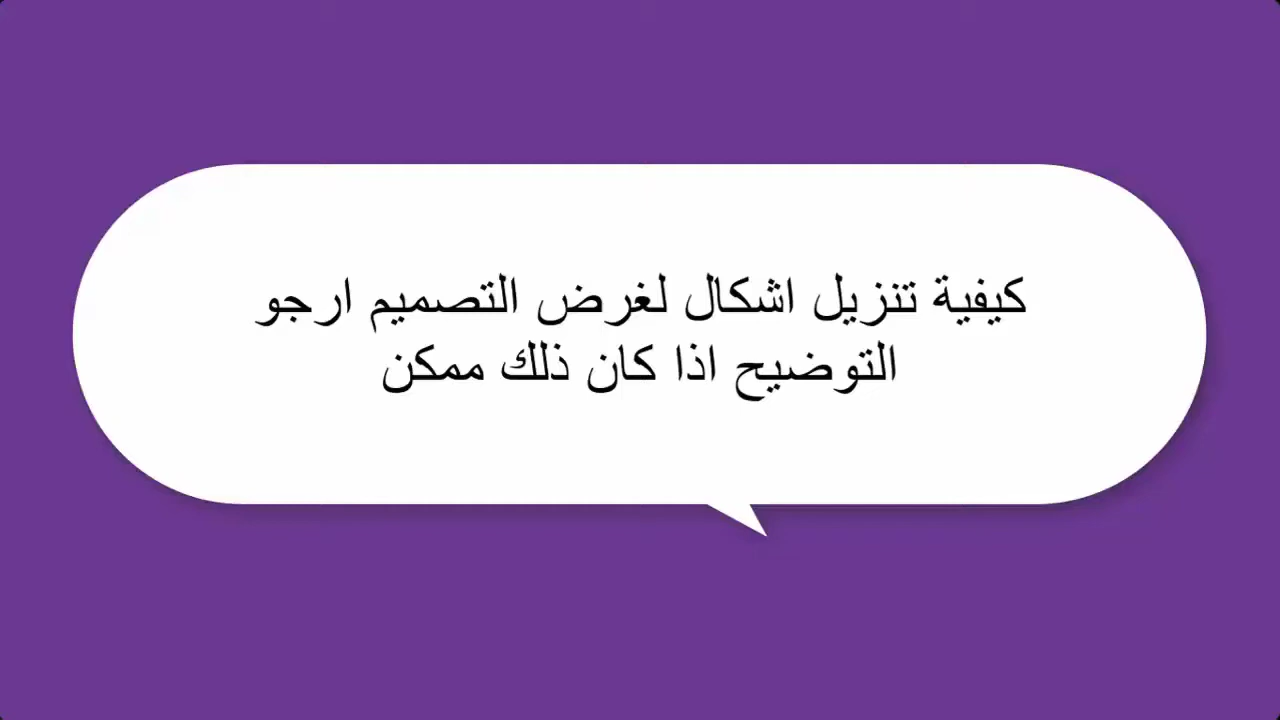 كيفية تنزيل اشكال لغرض التصميم ارجو
التوضيح اذا كان ذلك ممكن